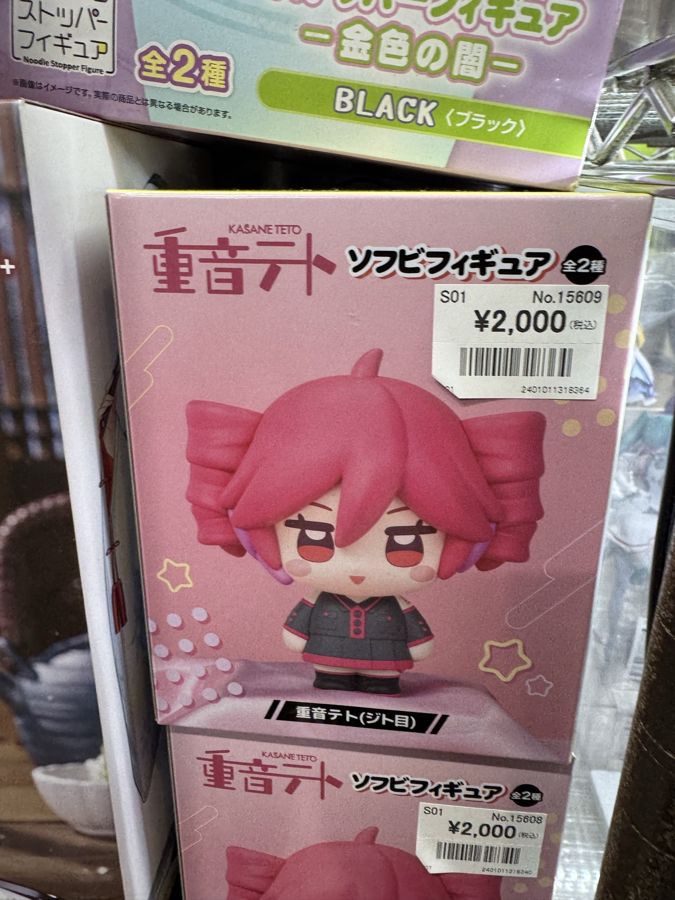 ストッパー
フィギュア
Noodle Stopper Figure
全2種
※画像はイメージです。実際の商品とは異なる場合があります。
フィギュア
ー金色の闇ー
BLACK〈ブラック〉
KASANE TETO
重音テト
ソフビフィギュア
全2種
S01 No.15609
¥2,000(税込)
01 2401011318364
重音テト(ジト目)
KASANE TETO
重音テト
ソフビフィギュア
全2種
S01 No.15608
¥2,000(税込)